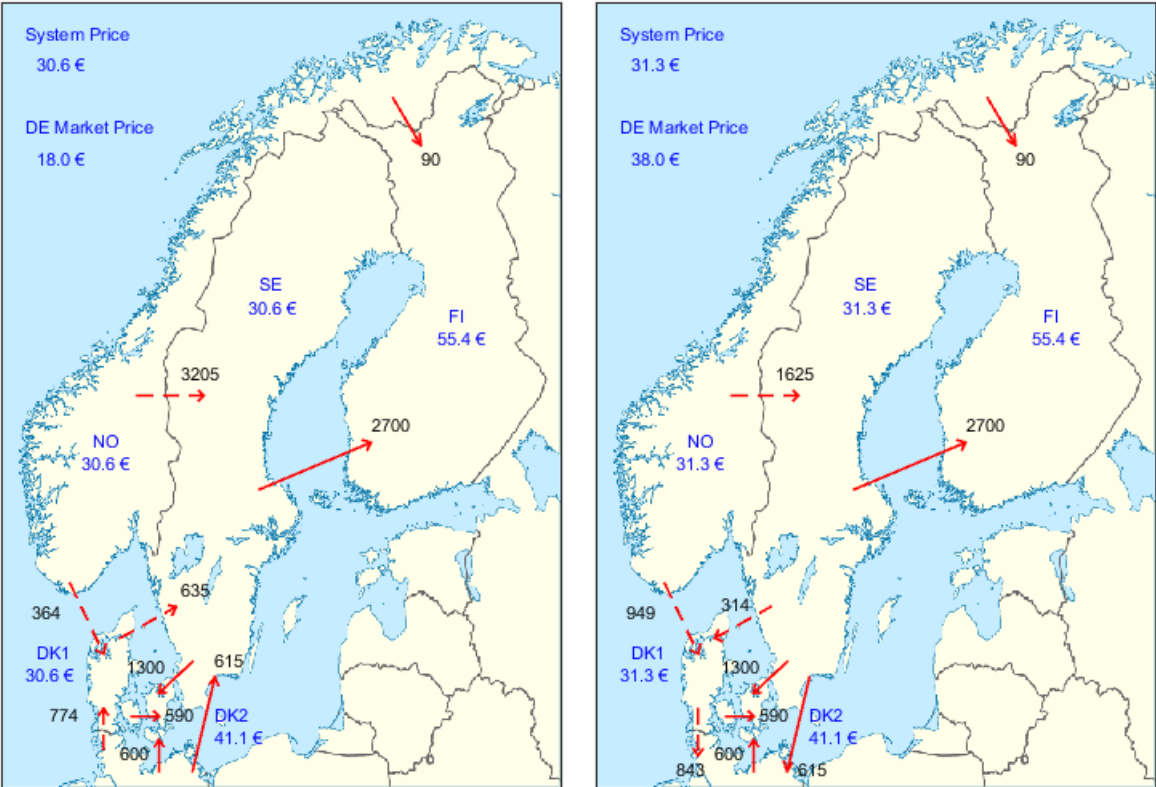 System Price
30.6 €
DE Market Price
18.0 €
90
SE
30.6 €
FI
55.4 €
3205
2700
NO
30.6 €
635
364
DK1
30.6 €
1300
615
774
590
DK2
41.1 €
600
System Price
31.3 €
DE Market Price
38.0 €
90
SE
31.3 €
FI
55.4 €
1625
2700
NO
31.3 €
949
314
DK1
31.3 €
1300
590
DK2
41.1 €
600
843
615